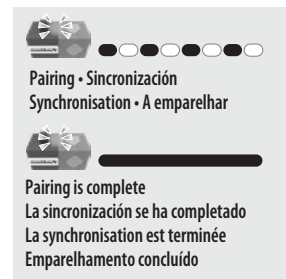 Pairing • Sincronización
Synchronisation • A emparelhar
Pairing is complete
La sincronización se ha completado
La synchronisation est terminée
Emparelhamento concluído